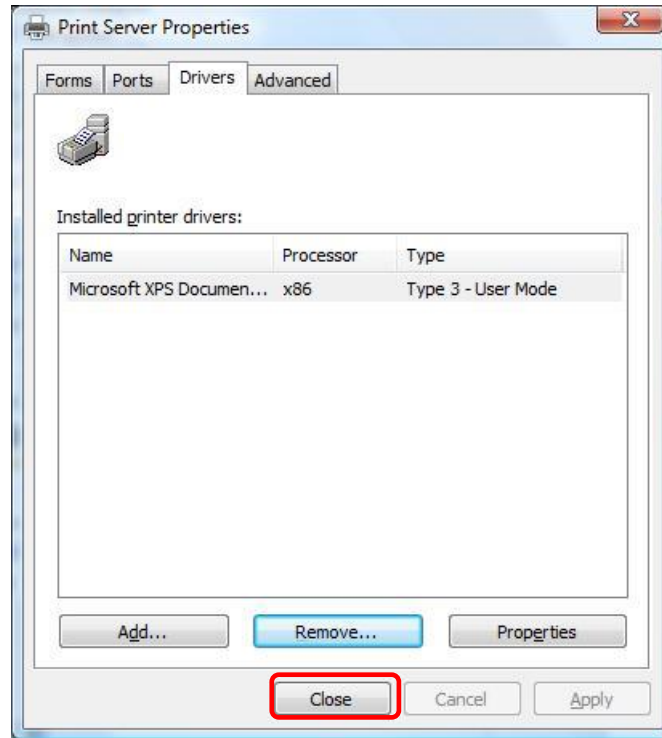 Print Server Properties
Forms Ports Drivers Advanced
Installed printer drivers:
Name Processor Type
Microsoft XPS Documen... x86 Type 3 - User Mode
Add... Remove... Properties
Close Cancel Apply